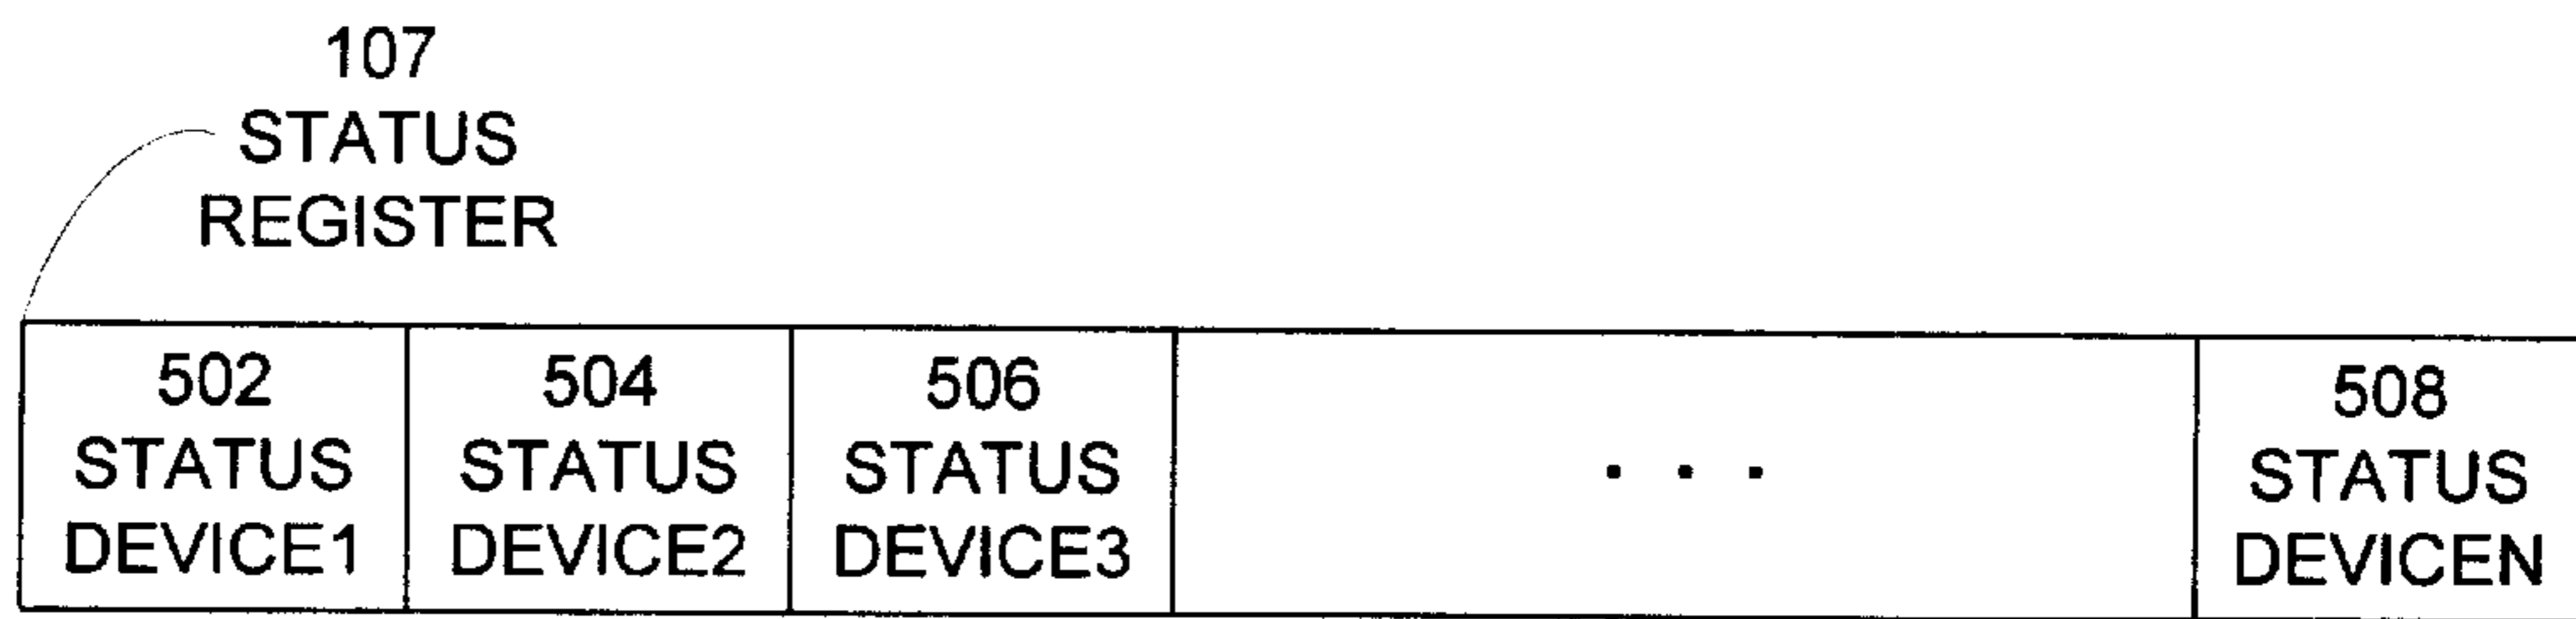 107
STATUS
REGISTER
502
STATUS
DEVICE1
504
STATUS
DEVICE2
506
STATUS
DEVICE3
. . .
508
STATUS
DEVICEN